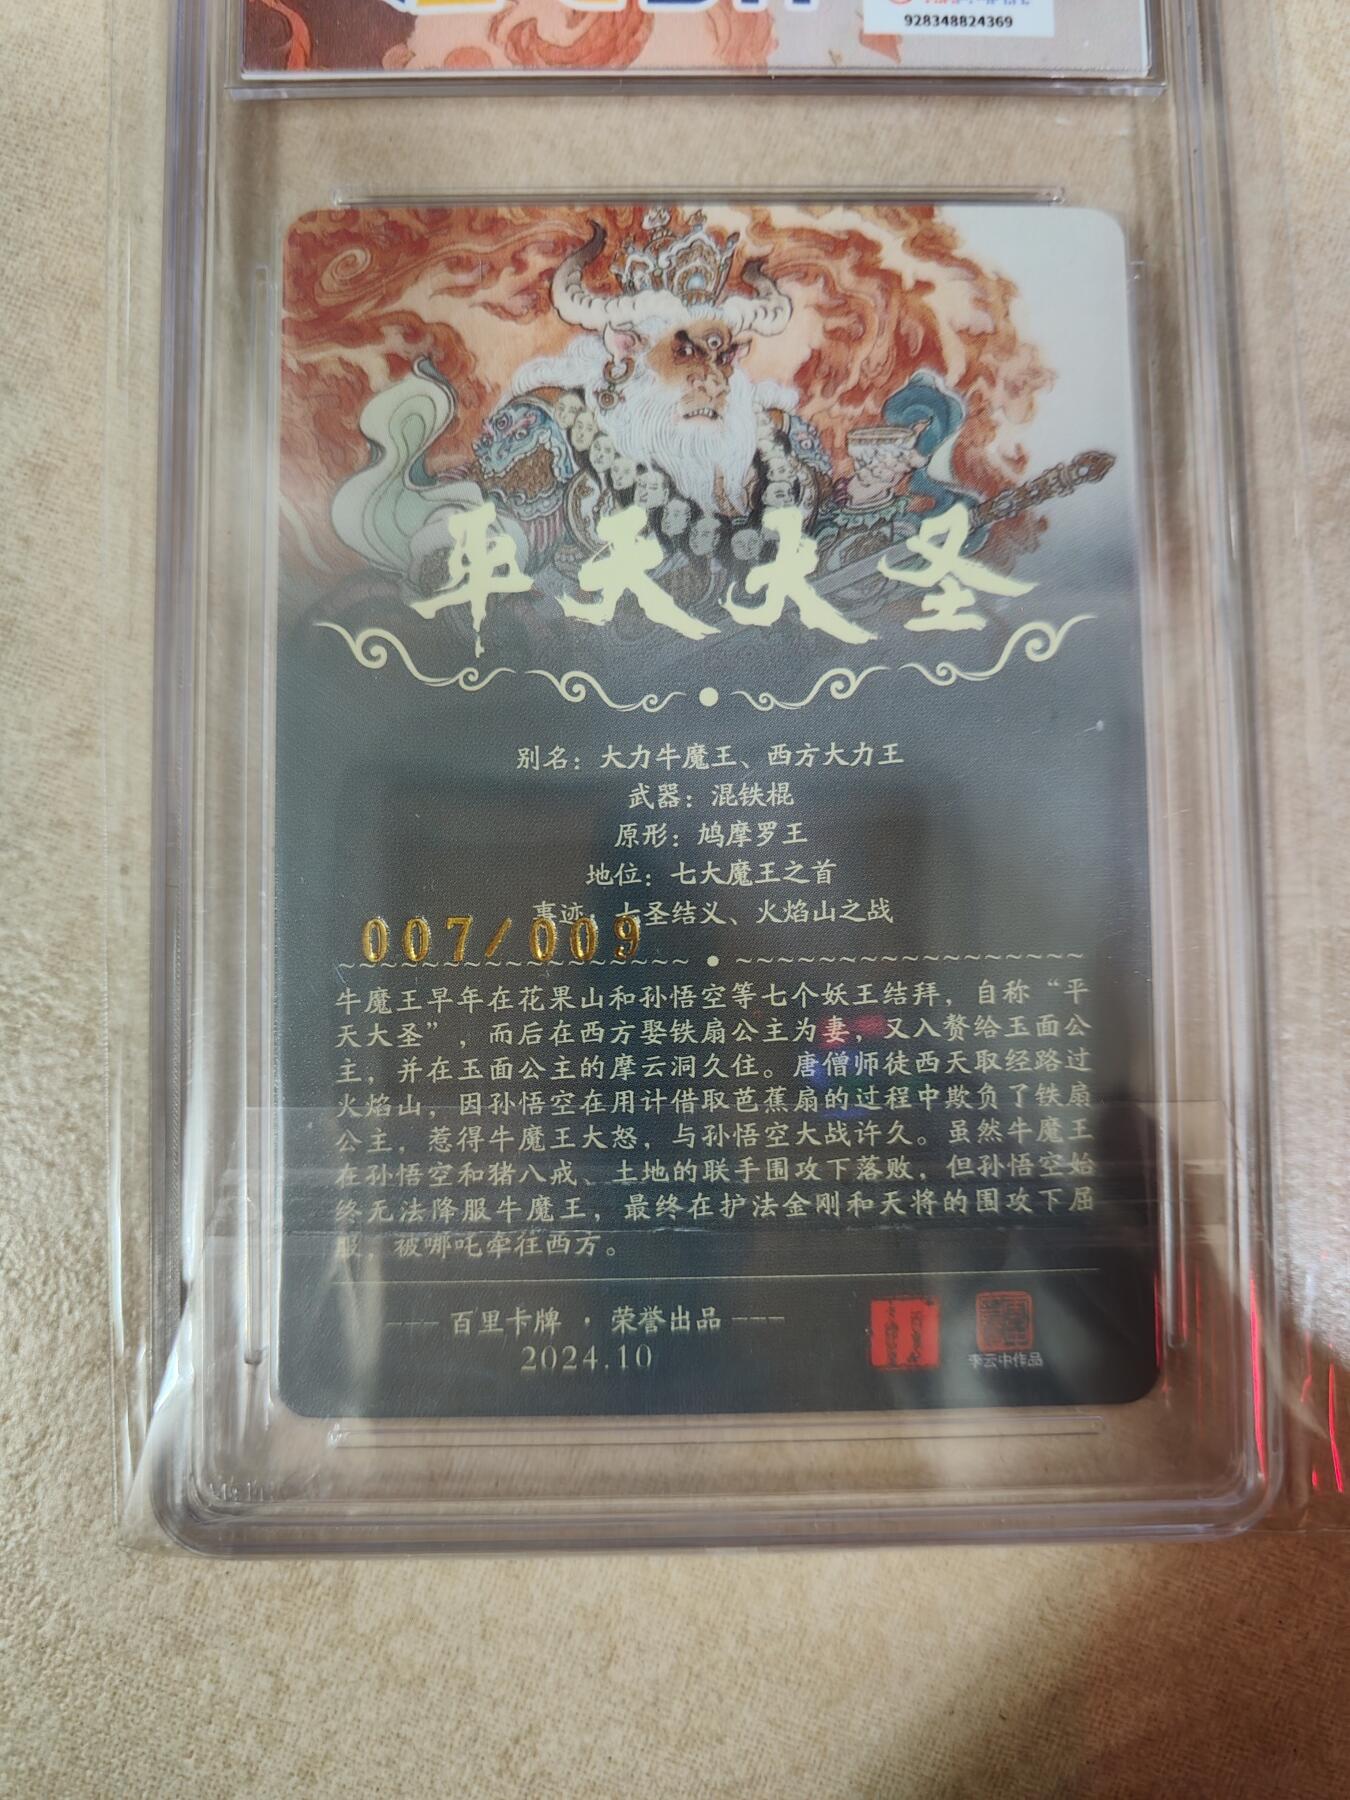 928348824369
平天大圣
别名：大力牛魔王、西方大力王
武器：混铁棍
原形：鸠摩罗王
地位：七大魔王之首
事迹：七圣结义、火焰山之战
007/009
牛魔王早年在花果山和孙悟空等七个妖王结拜，自称“平
天大圣”，而后在西方娶铁扇公主为妻，又入赘给玉面公
主，并在玉面公主的摩云洞久住。唐僧师徒西天取经路过
火焰山，因孙悟空在用计借取芭蕉扇的过程中欺负了铁扇
公主，惹得牛魔王大怒，与孙悟空大战许久。虽然牛魔王
在孙悟空和猪八戒、土地的联手围攻下落败，但孙悟空始
终无法降服牛魔王，最终在护法金刚和天将的围攻下屈
服，被哪吒牵往西方。
--- 百里卡牌 · 荣誉出品 ---
2024.10
李云中作品